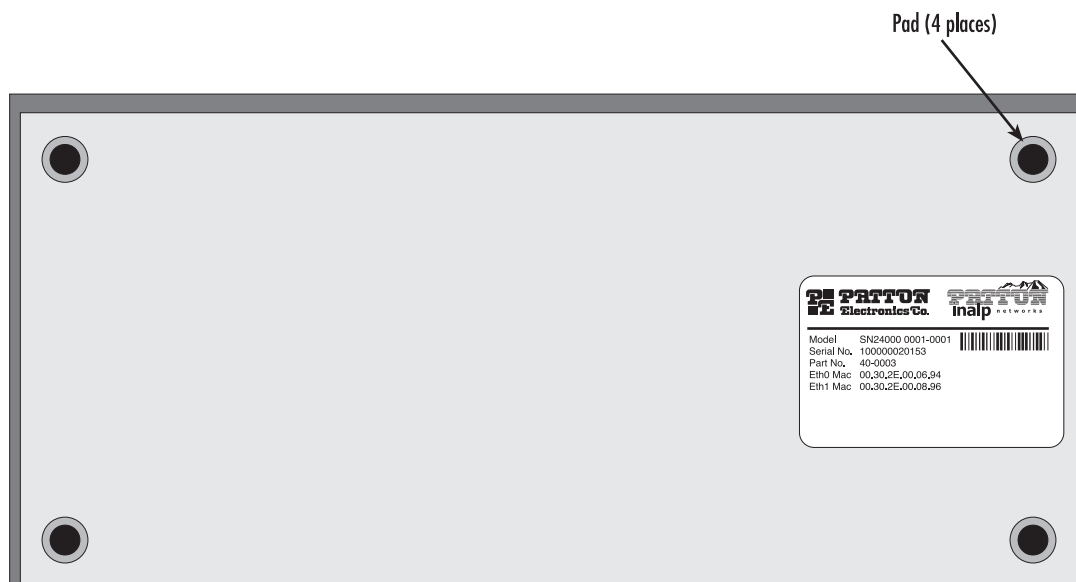 Pad (4 places)
PE PATTON Electronics Co.
PATTON inalp networks
Model SN24000 0001-0001
Serial No. 100000020153
Part No. 40-0003
Eth0 Mac 00.30.2E.00.06.94
Eth1 Mac 00.30.2E.00.08.96